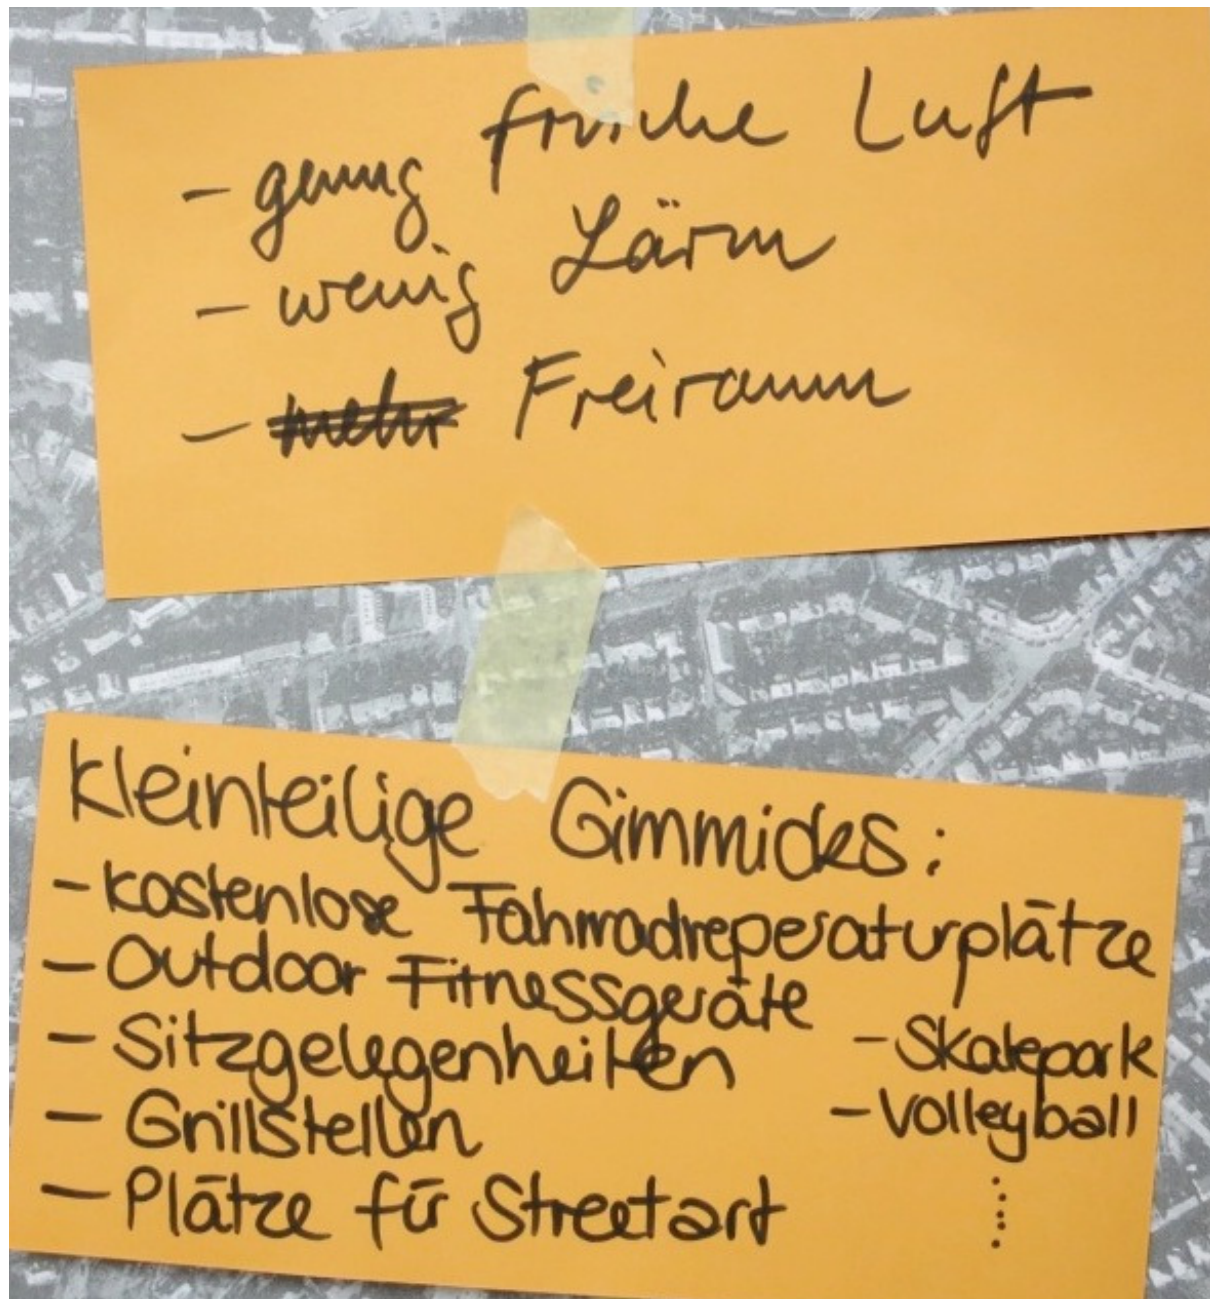 - genug frische Luft
- wenig Lärm
- mehr Freiraum
Kleinteilige Gimmicks:
- kostenlose Fahrradreperaturplätze
- Outdoor Fitnessgeräte
- Sitzgelegenheiten
- Skatepark
- Grillstellen
- Volleyball
- Plätze für Streetart
....